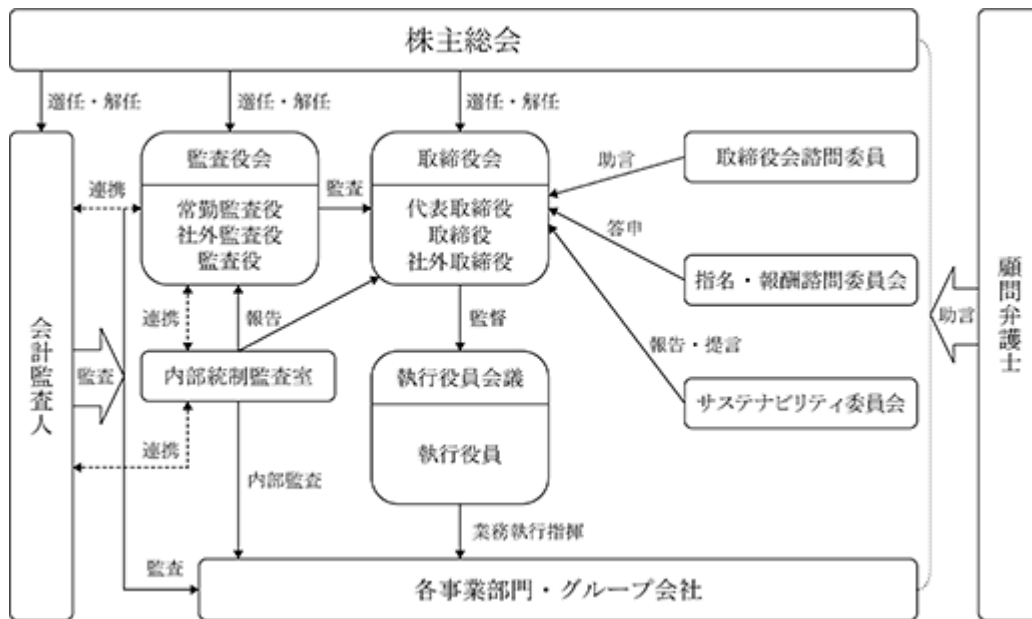 株主総会
選任・解任
選任・解任
選任・解任
監査役会
取締役会
助言
取締役会諮問委員
連携
常勤監査役
社外監査役
監査役
監査
代表取締役
取締役
社外取締役
答申
指名・報酬諮問委員会
連携
報告
監督
報告・提言
助言
顧問弁護士
会計監査人
監査
内部統制監査室
執行役員会議
サステナビリティ委員会
連携
執行役員
内部監査
業務執行指揮
監査
各事業部門・グループ会社